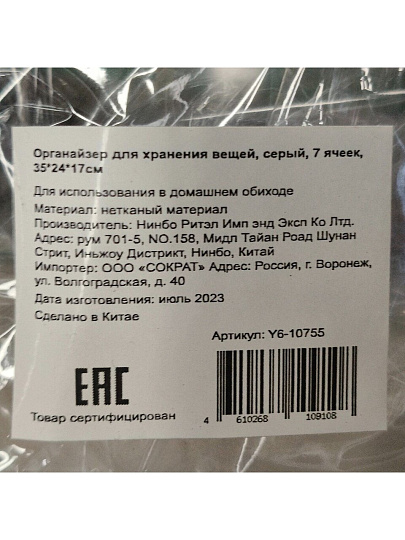 Органайзер для хранения вещей, серый, 7 ячеек,
35*24*17см
Для использования в домашнем обиходе
Материал: нетканый материал
Производитель: Нинбо Ритэл Имп энд Эксп Ко Лтд.
Адрес: рум 701-5, NO.158, Мидл Тайан Роад Шунан
Стрит, Иньжоу Дистрикт, Нинбо, Китай
Импортер: ООО «СОКРАТ» Адрес: Россия, г. Воронеж,
ул. Волгоградская, д. 40
Дата изготовления: июль 2023
Сделано в Китае
Артикул: Y6-10755
EAC
Товар сертифицирован
4 610268 109108